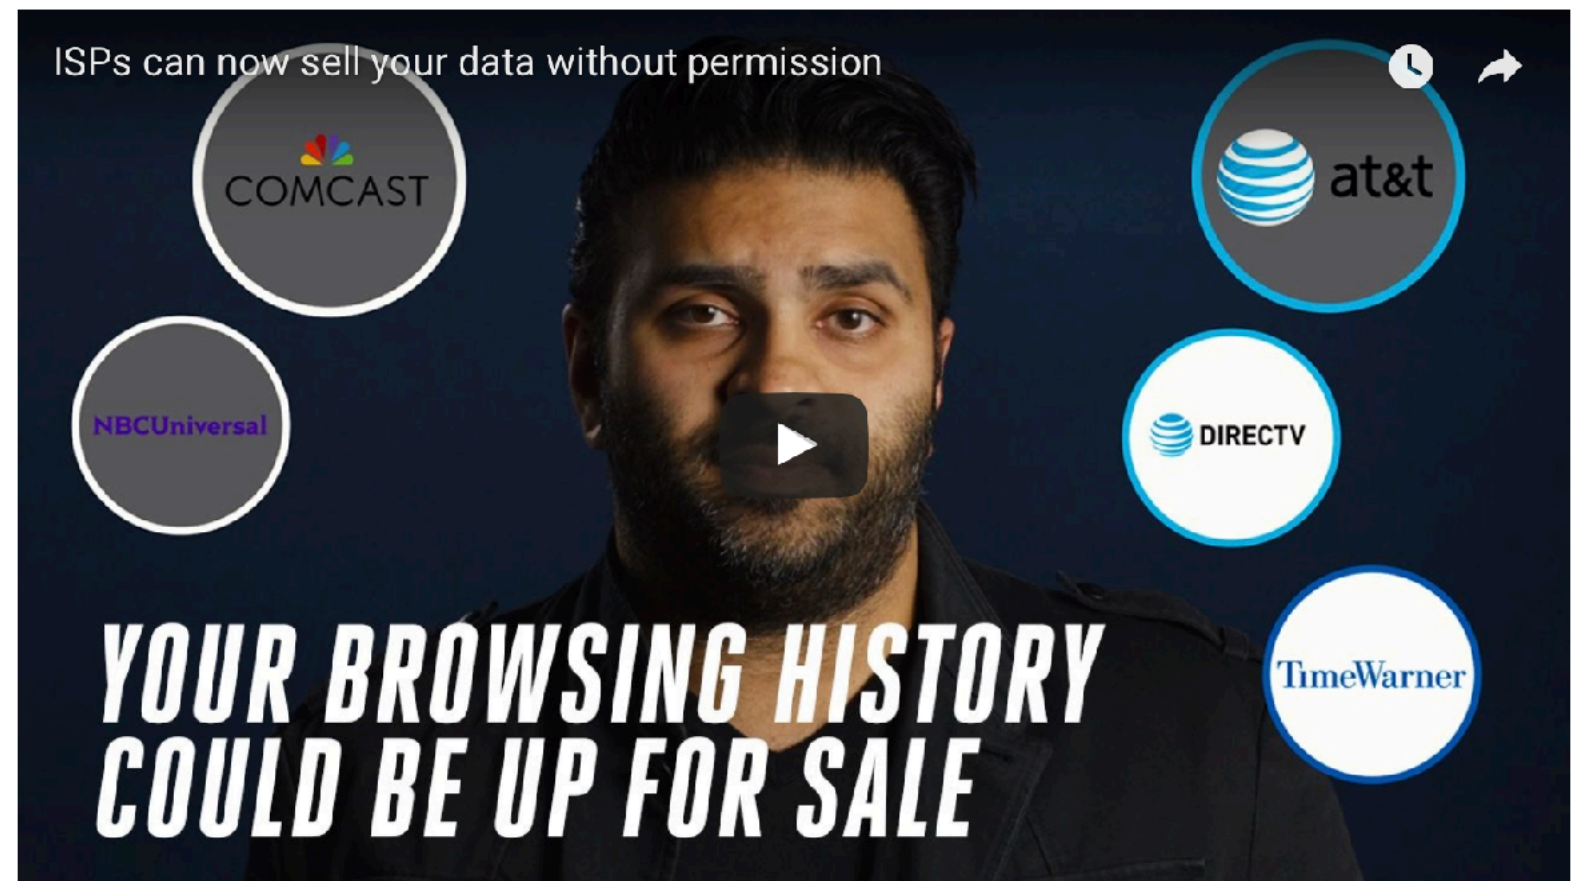 ISPs can now sell your data without permission
COMCAST
at&t
NBCUniversal
DIRECTV
TimeWarner
YOUR BROWSING HISTORY
COULD BE UP FOR SALE